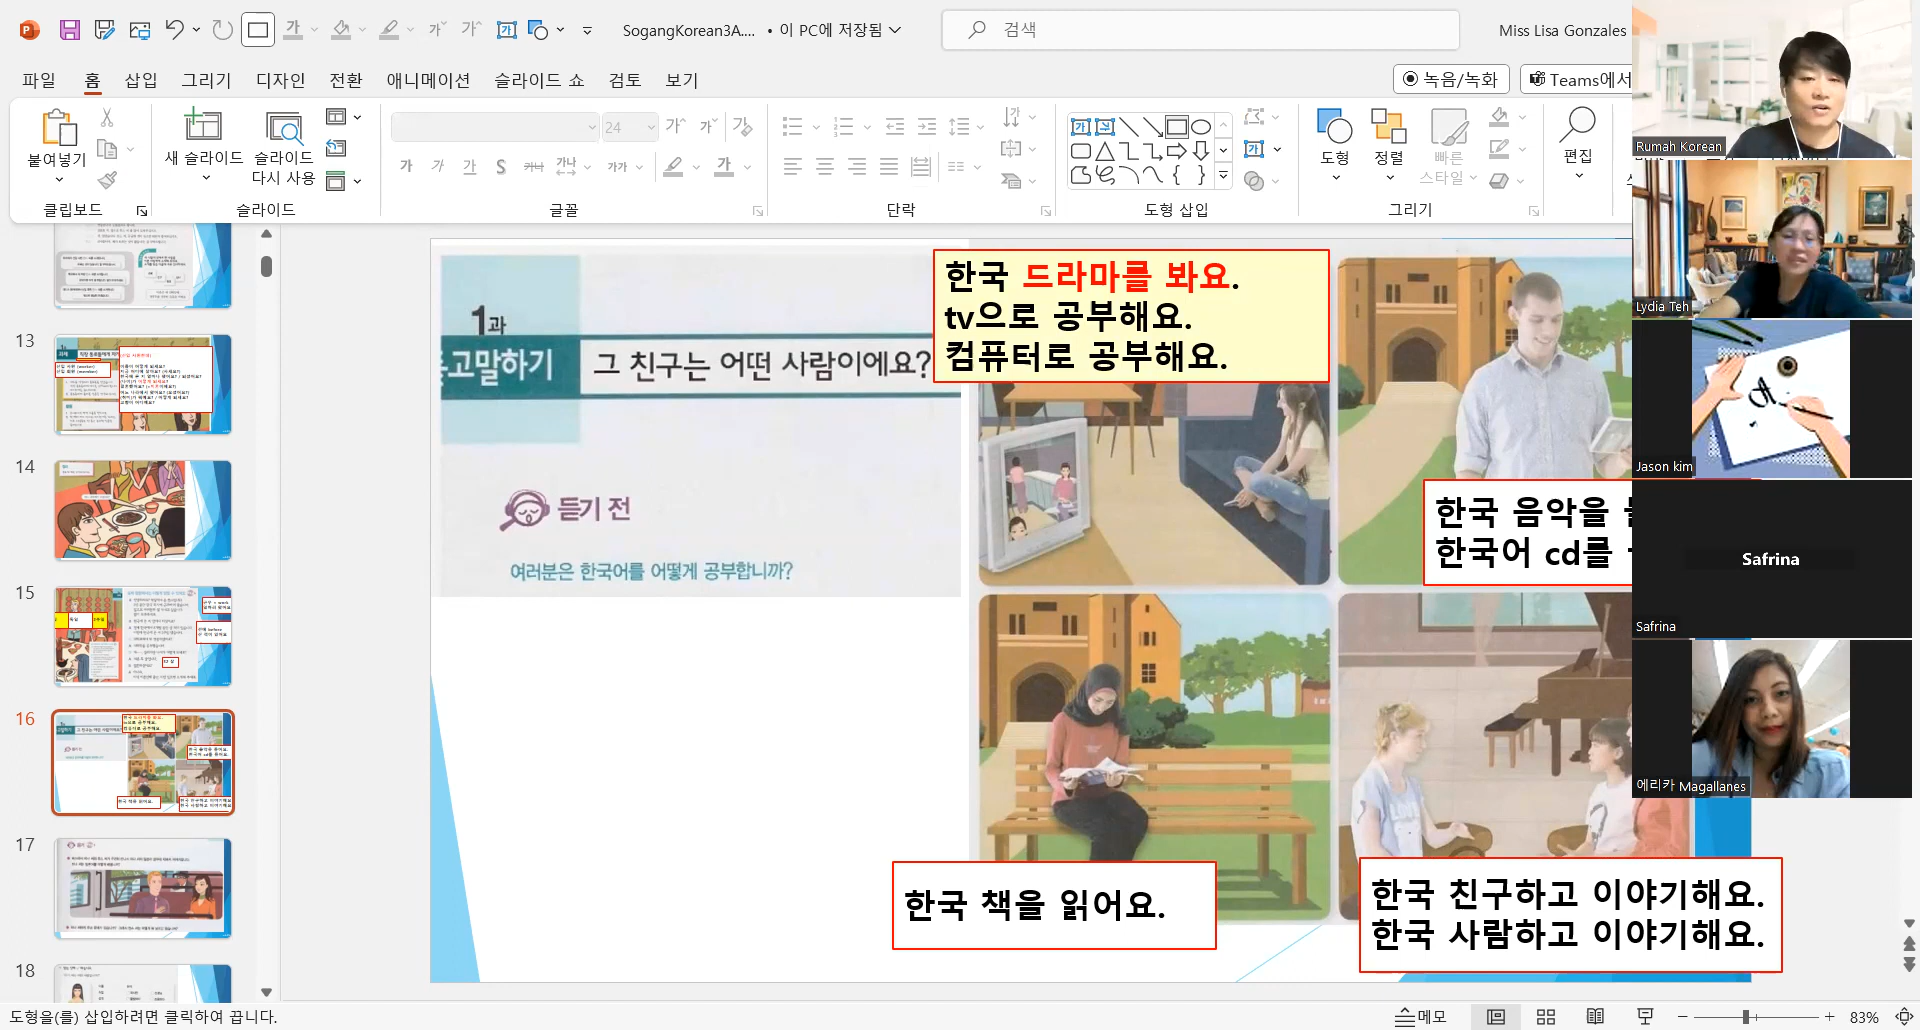 SogangKorean3A.... • 이 PC에 저장됨
검색
Miss Lisa Gonzales
파일 홈 삽입 그리기 디자인 전환 애니메이션 슬라이드 쇼 검토 보기
녹음/녹화
Teams에서
붙여넣기
새 슬라이드
슬라이드
다시 사용
24
도형
정렬
빠른
스타일
편집
클립보드
슬라이드
글꼴
단락
도형 삽입
그리기
13
14
15
16
17
18
1과
듣고말하기
그 친구는 어떤 사람이에요?
듣기 전
여러분은 한국어를 어떻게 공부합니까?
한국 드라마를 봐요.
tv으로 공부해요.
컴퓨터로 공부해요.
한국 음악을
한국어 cd를
한국 책을 읽어요.
한국 친구하고 이야기해요.
한국 사람하고 이야기해요.
Rumah Korean
Lydia Teh
Jason kim
Safrina
Safrina
에리카 Magallanes
도형을(를) 삽입하려면 클릭하여 끕니다.
메모
83%